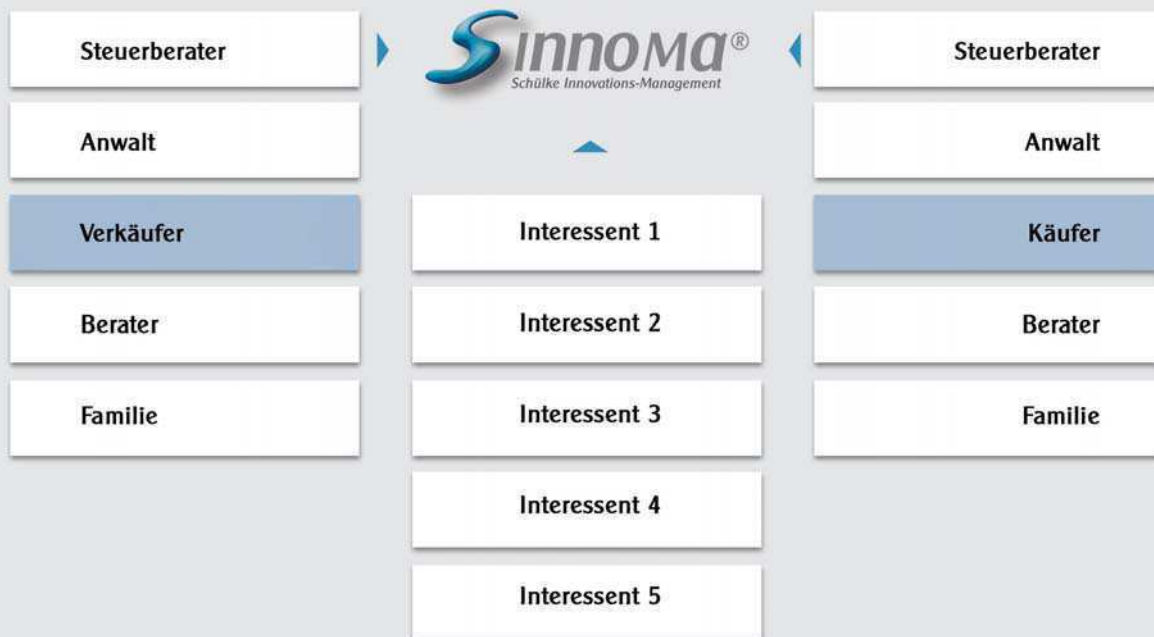 Steuerberater
Anwalt
Verkäufer
Berater
Familie
SinnoMa®
Schülke Innovations-Management
Interessent 1
Interessent 2
Interessent 3
Interessent 4
Interessent 5
Steuerberater
Anwalt
Käufer
Berater
Familie